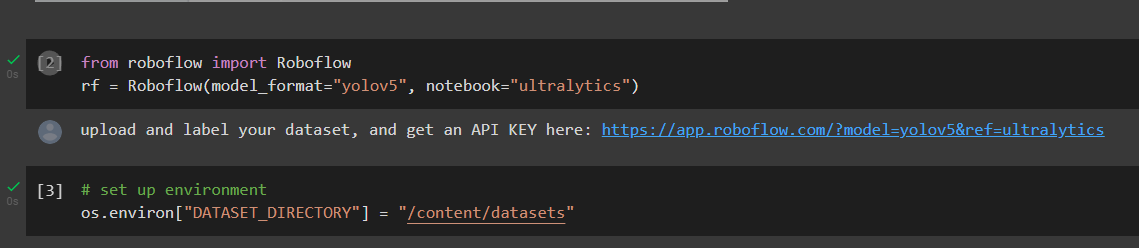 [2] from roboflow import Roboflow
0s rf = Roboflow(model_format="yolov5", notebook="ultralytics")
upload and label your dataset, and get an API KEY here: https://app.roboflow.com/?model=yolov5&ref=ultralytics
[3] # set up environment
0s os.environ["DATASET_DIRECTORY"] = "/content/datasets"